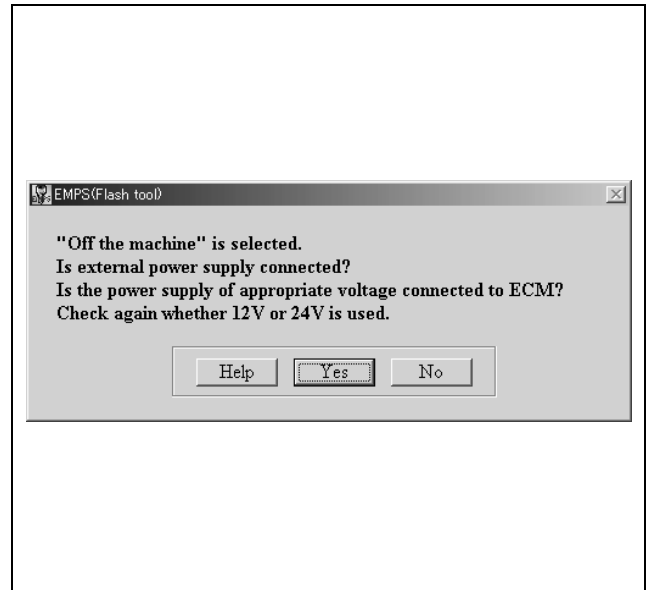 EMPS(Flash tool)
"Off the machine" is selected.
Is external power supply connected?
Is the power supply of appropriate voltage connected to ECM?
Check again whether 12V or 24V is used.
Help Yes No